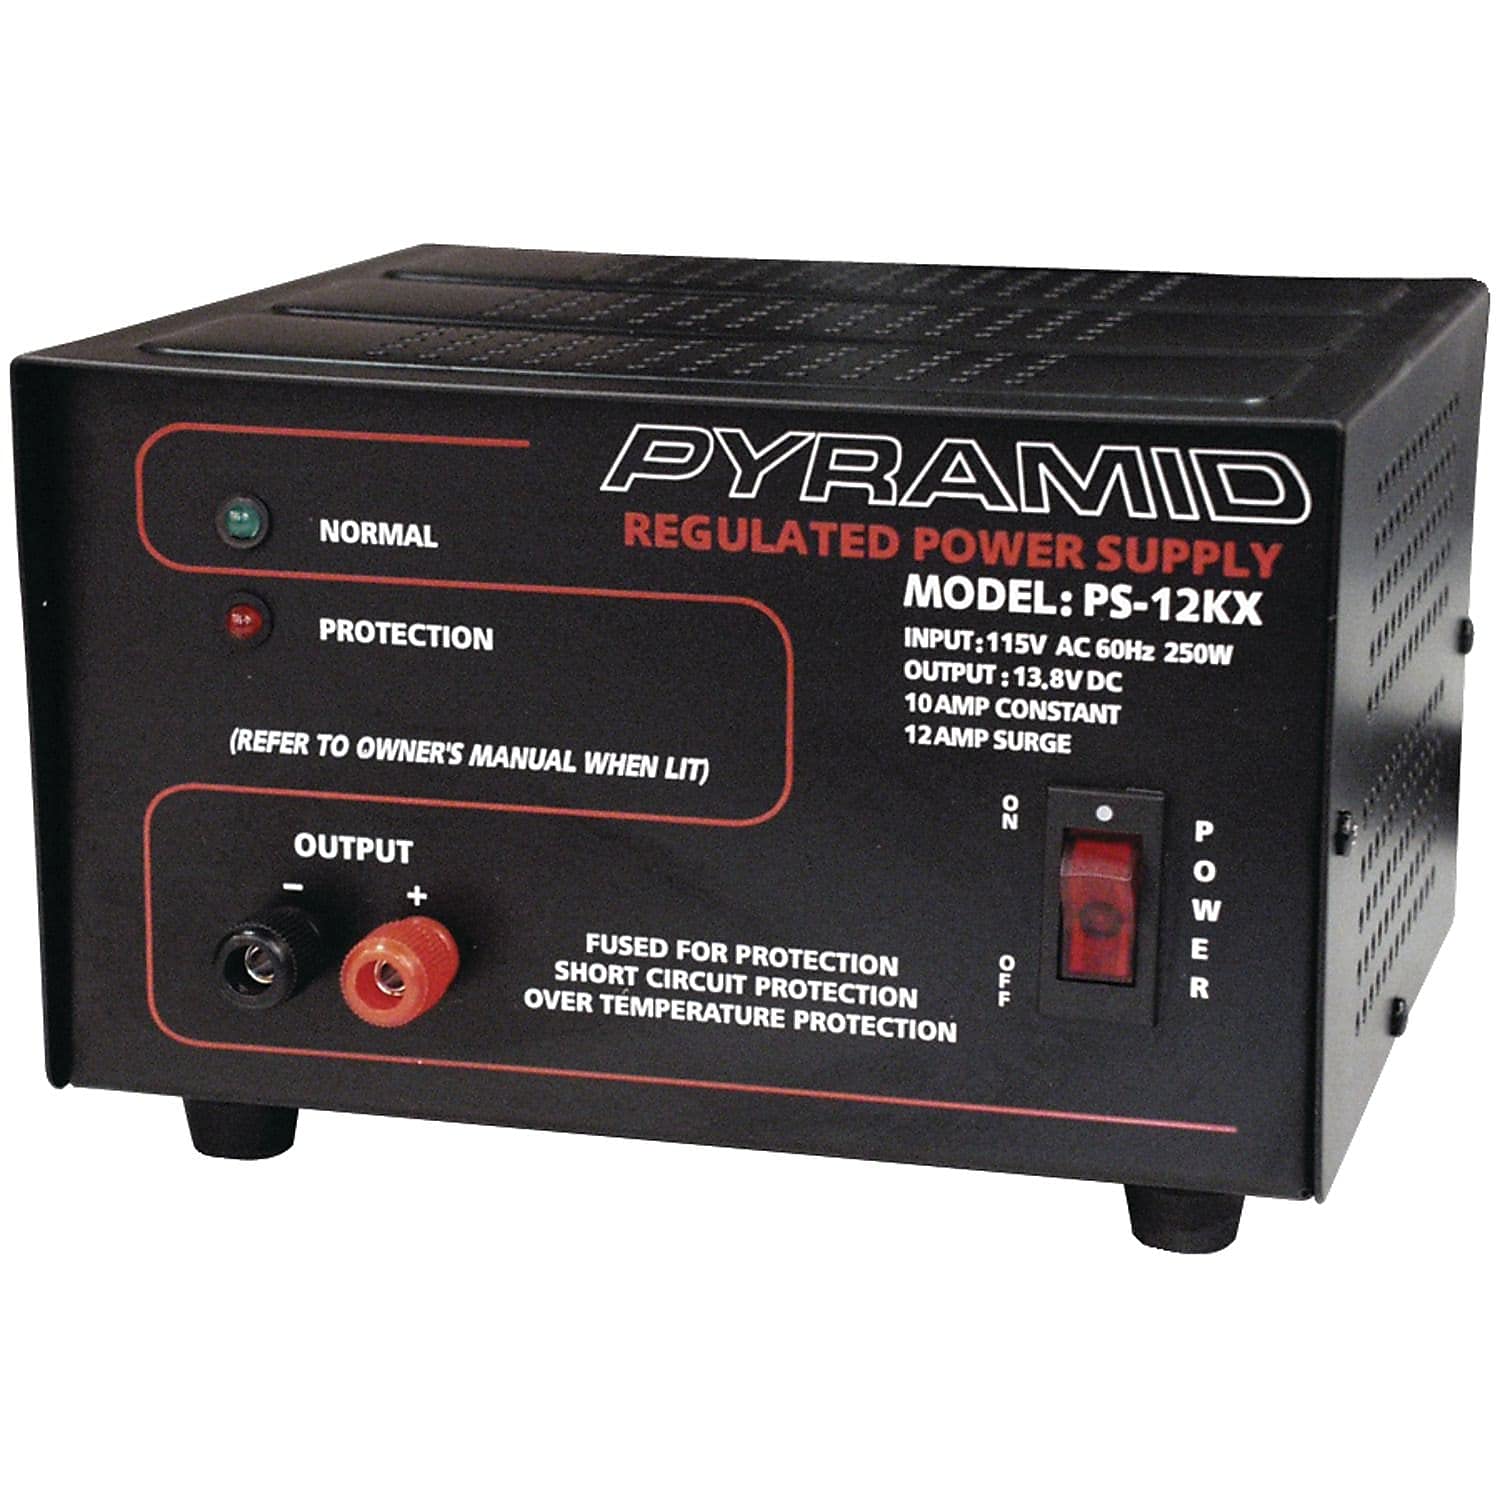 PYRAMID
REGULATED POWER SUPPLY
MODEL: PS-12KX
INPUT: 115V AC 60Hz 250W
OUTPUT: 13.8V DC
10 AMP CONSTANT
12 AMP SURGE
NORMAL
PROTECTION
(REFER TO OWNER'S MANUAL WHEN LIT)
OUTPUT
− +
FUSED FOR PROTECTION
SHORT CIRCUIT PROTECTION
OVER TEMPERATURE PROTECTION
ON
OFF
POWER